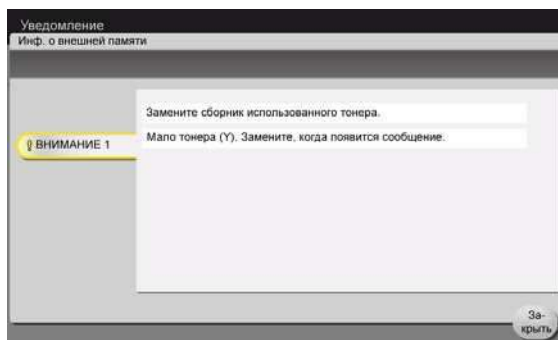 Уведомление
Инф. о внешней памяти
Замените сборник использованного тонера.
Мало тонера (Y). Замените, когда появится сообщение.
ВНИМАНИЕ 1
За-
крыть